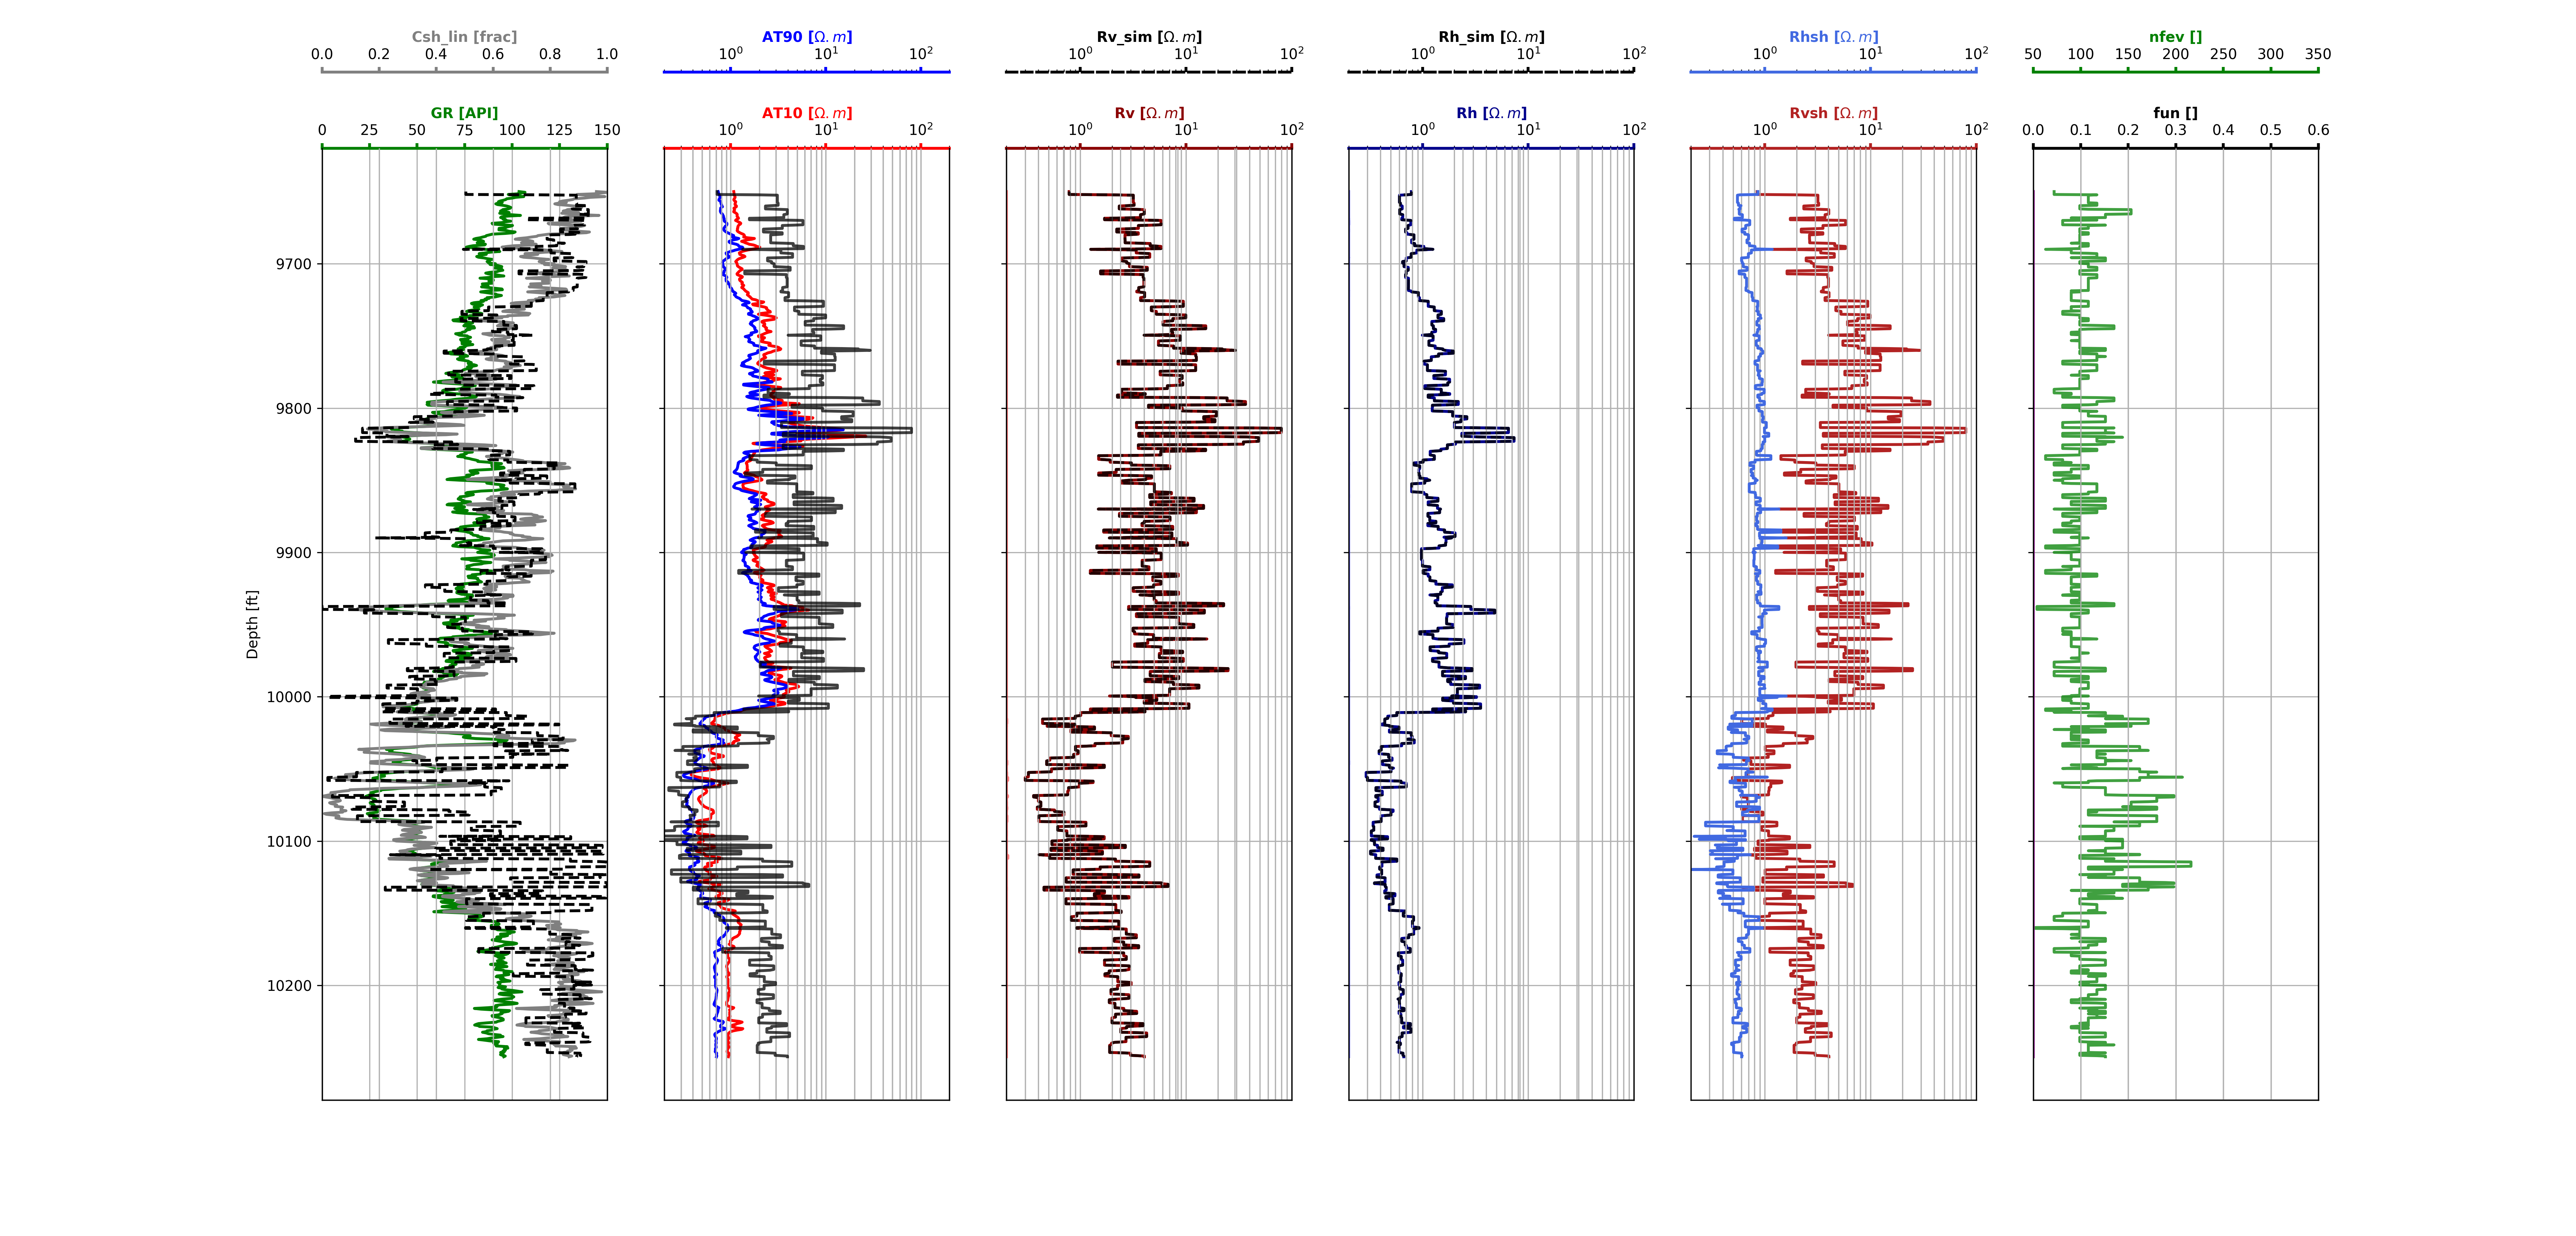 Csh_lin [frac] AT90 [Ω.m] Rv_sim [Ω.m] Rh_sim [Ω.m] Rhsh [Ω.m] nfev []
0.0 0.2 0.4 0.6 0.8 1.0 10⁰ 10¹ 10² 10⁰ 10¹ 10² 10⁰ 10¹ 10² 10⁰ 10¹ 10² 50 100 150 200 250 300 350
GR [API] AT10 [Ω.m] Rv [Ω.m] Rh [Ω.m] Rvsh [Ω.m] fun []
0 25 50 75 100 125 150 10⁰ 10¹ 10² 10⁰ 10¹ 10² 10⁰ 10¹ 10² 10⁰ 10¹ 10² 0.0 0.1 0.2 0.3 0.4 0.5 0.6
9700
9800
9900
Depth [ft]
10000
10100
10200